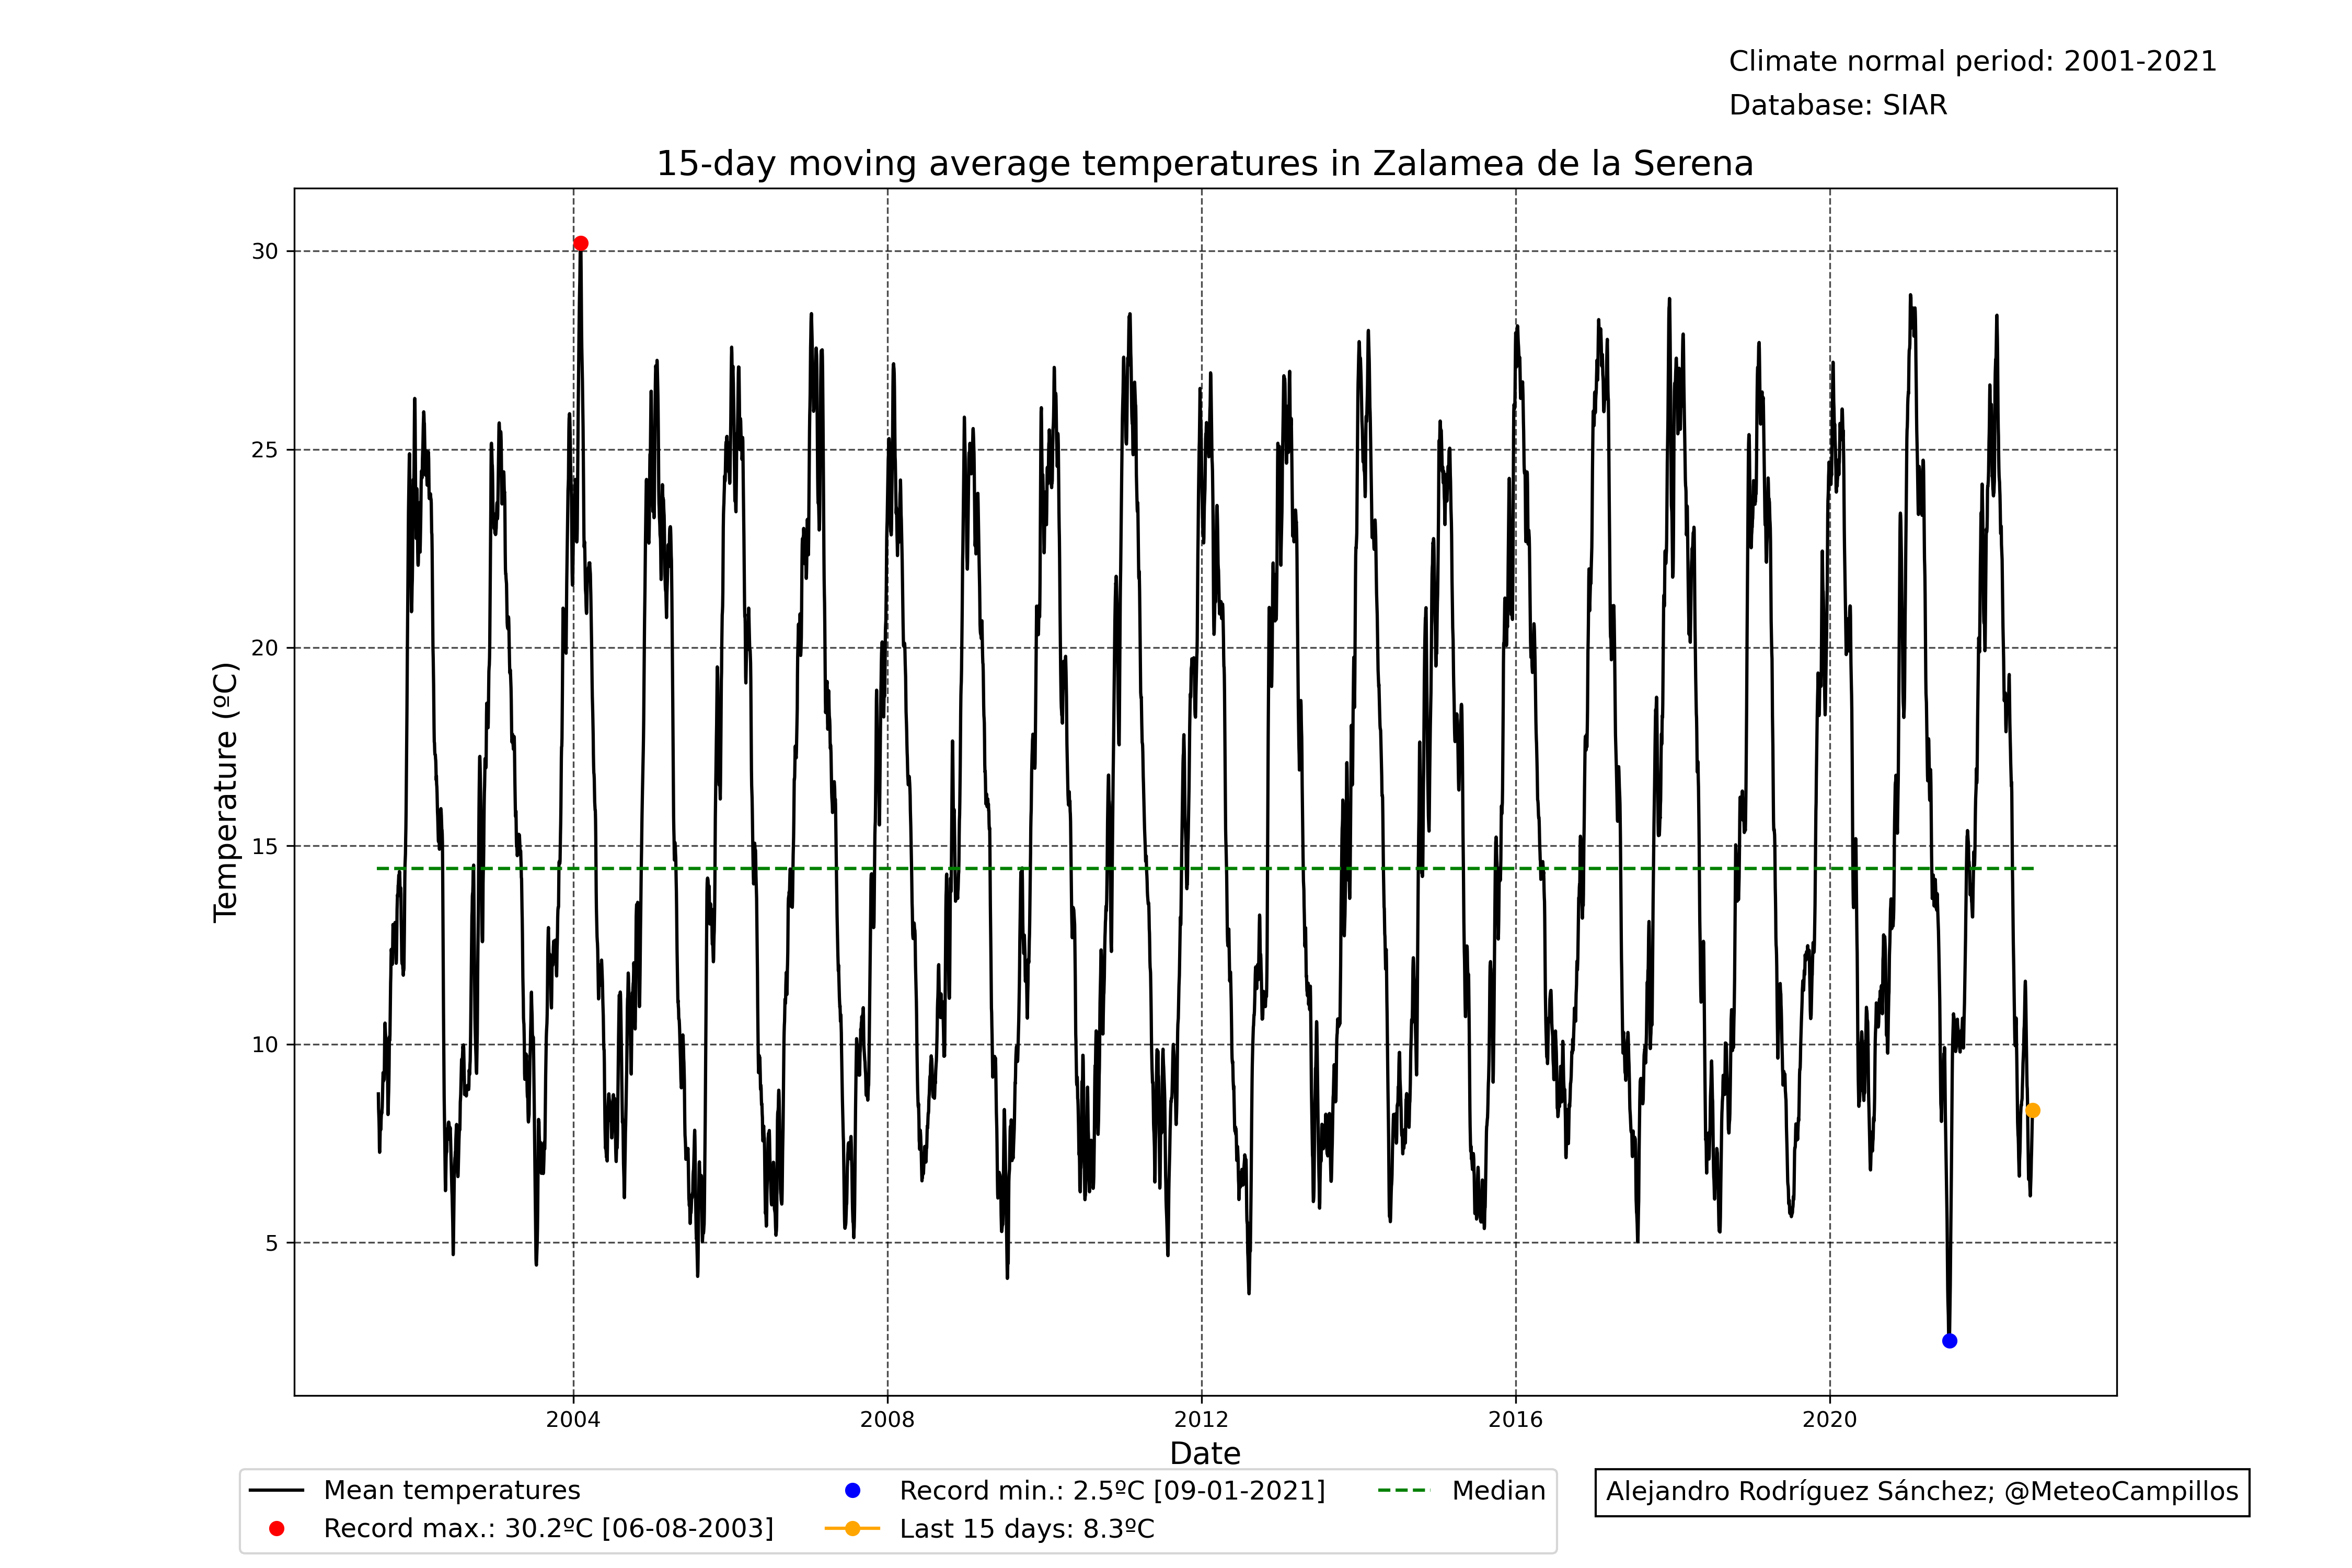 Climate normal period: 2001-2021
Database: SIAR
15-day moving average temperatures in Zalamea de la Serena
Temperature (ºC)
30
25
20
15
10
5
2004
2008
2012
2016
2020
Date
Mean temperatures
Record max.: 30.2ºC [06-08-2003]
Record min.: 2.5ºC [09-01-2021]
Last 15 days: 8.3ºC
Median
Alejandro Rodríguez Sánchez; @MeteoCampillos